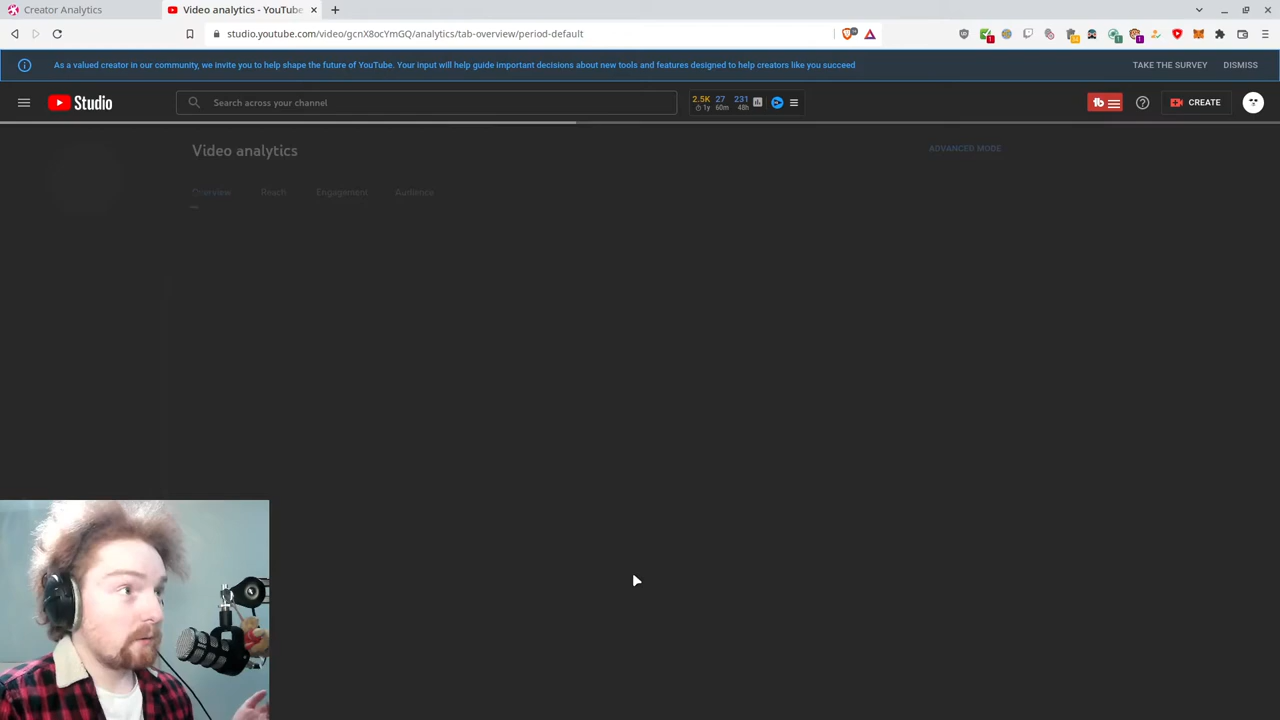 Creator Analytics
Video analytics - YouTube
studio.youtube.com/video/gcnX8ocYmGQ/analytics/tab-overview/period-default
As a valued creator in our community, we invite you to help shape the future of YouTube. Your input will help guide important decisions about new tools and features designed to help creators like you succeed
TAKE THE SURVEY
DISMISS
Studio
Search across your channel
2.5K 27 231
1y 60m 48h
CREATE
Video analytics
ADVANCED MODE
Overview Reach Engagement Audience